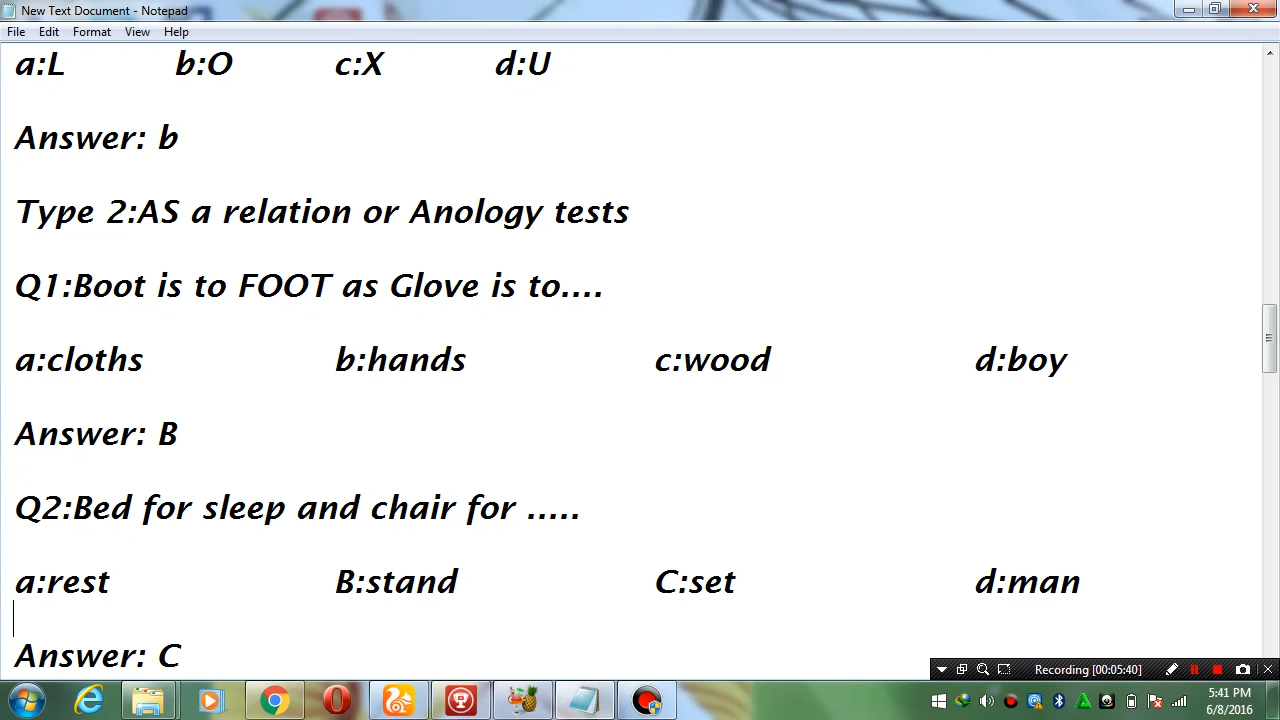 New Text Document - Notepad
File Edit Format View Help
a:L b:O c:X d:U
Answer: b
Type 2:AS a relation or Anology tests
Q1:Boot is to FOOT as Glove is to....
a:cloths b:hands c:wood d:boy
Answer: B
Q2:Bed for sleep and chair for .....
a:rest B:stand C:set d:man
Answer: C
Recording [00:05:40]
5:41 PM
6/8/2016